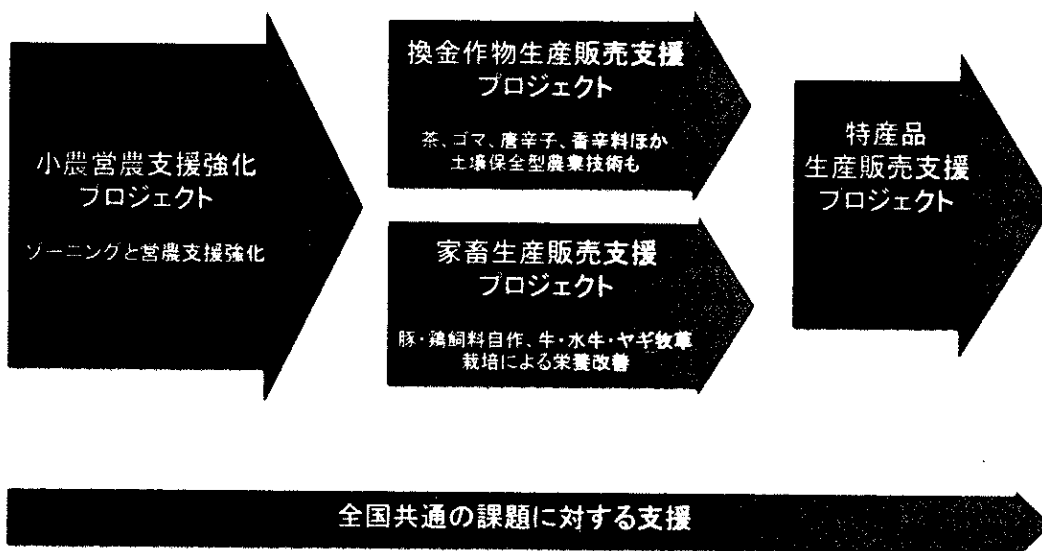 小農営農支援強化
プロジェクト
ゾーニングと営農支援強化
換金作物生産販売支援
プロジェクト
茶、ゴマ、唐辛子、香辛料ほか
土壌保全型農業技術も
家畜生産販売支援
プロジェクト
豚・鶏飼料自作、牛・水牛・ヤギ牧草
栽培による栄養改善
特産品
生産販売支援
プロジェクト
全国共通の課題に対する支援